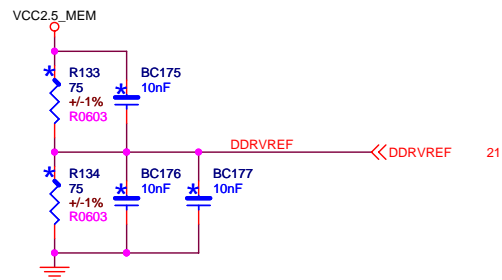 VCC2.5_MEM
R133
75
+/-1%
R0603
BC175
10nF
DDRVREF
DDRVREF 21
R134
75
+/-1%
R0603
BC176
10nF
BC177
10nF